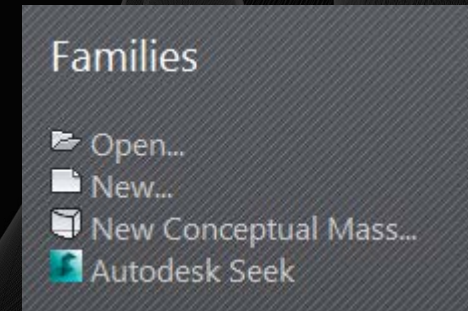 Families
Open...
New...
New Conceptual Mass...
Autodesk Seek